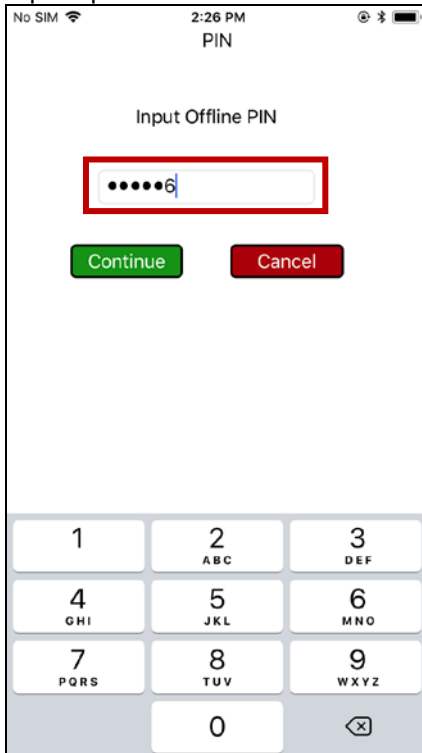 No SIM 2:26 PM
PIN
Input Offline PIN
•••••6
Continue Cancel
1 2 3
ABC DEF
4 5 6
GHI JKL MNO
7 8 9
PQRS TUV WXYZ
0